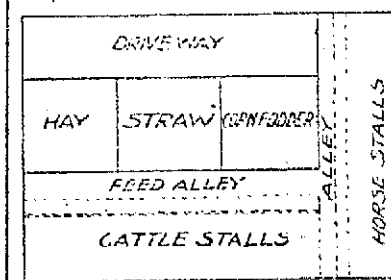 DRIVEWAY
HAY
STRAW
CORN FODDER
FEED ALLEY
CATTLE STALLS
ALLEY
HORSE STALLS